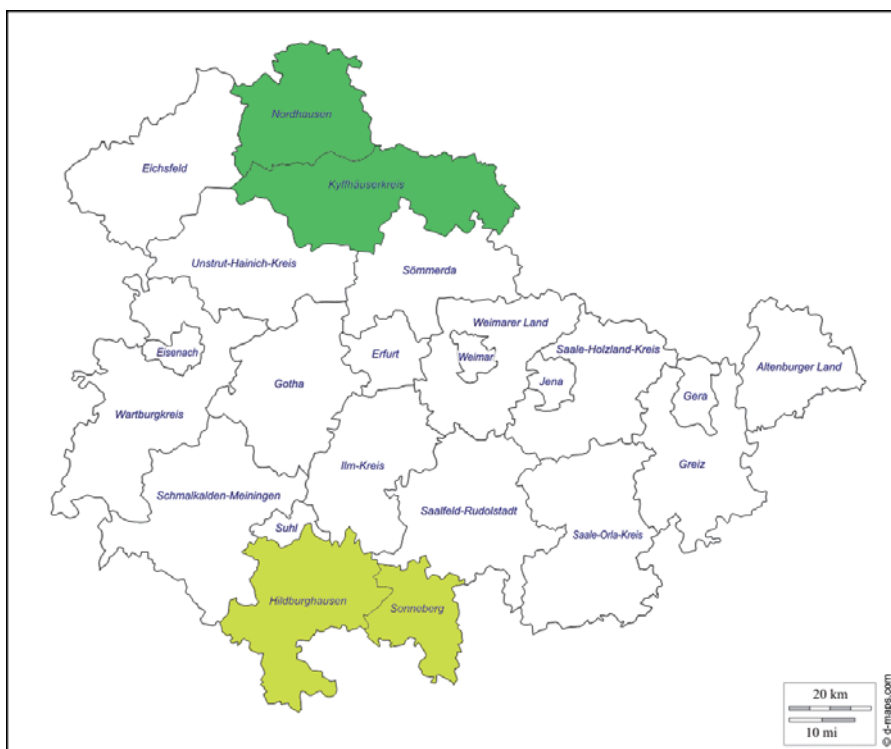 Nordhausen
Eichsfeld
Kyffhäuserkreis
Unstrut-Hainich-Kreis
Sömmerda
Weimarer Land
Eisenach
Erfurt
Weimar
Saale-Holzland-Kreis
Altenburger Land
Gotha
Jena
Gera
Wartburgkreis
Ilm-Kreis
Greiz
Schmalkalden-Meiningen
Saalfeld-Rudolstadt
Suhl
Saale-Orla-Kreis
Hildburghausen
Sonneberg
20 km
10 mi
© d-maps.com